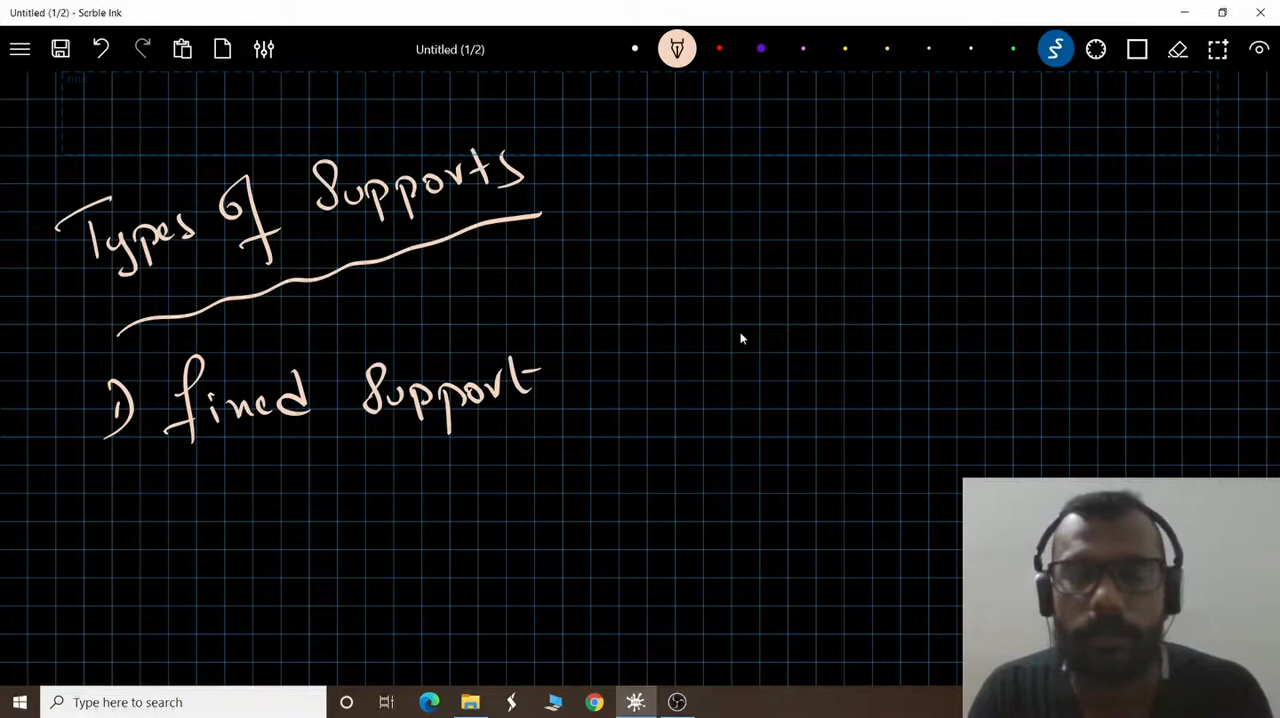 Untitled (1/2) - Scrble Ink
Untitled (1/2)
Types of Supports
1) fixed Support
Type here to search